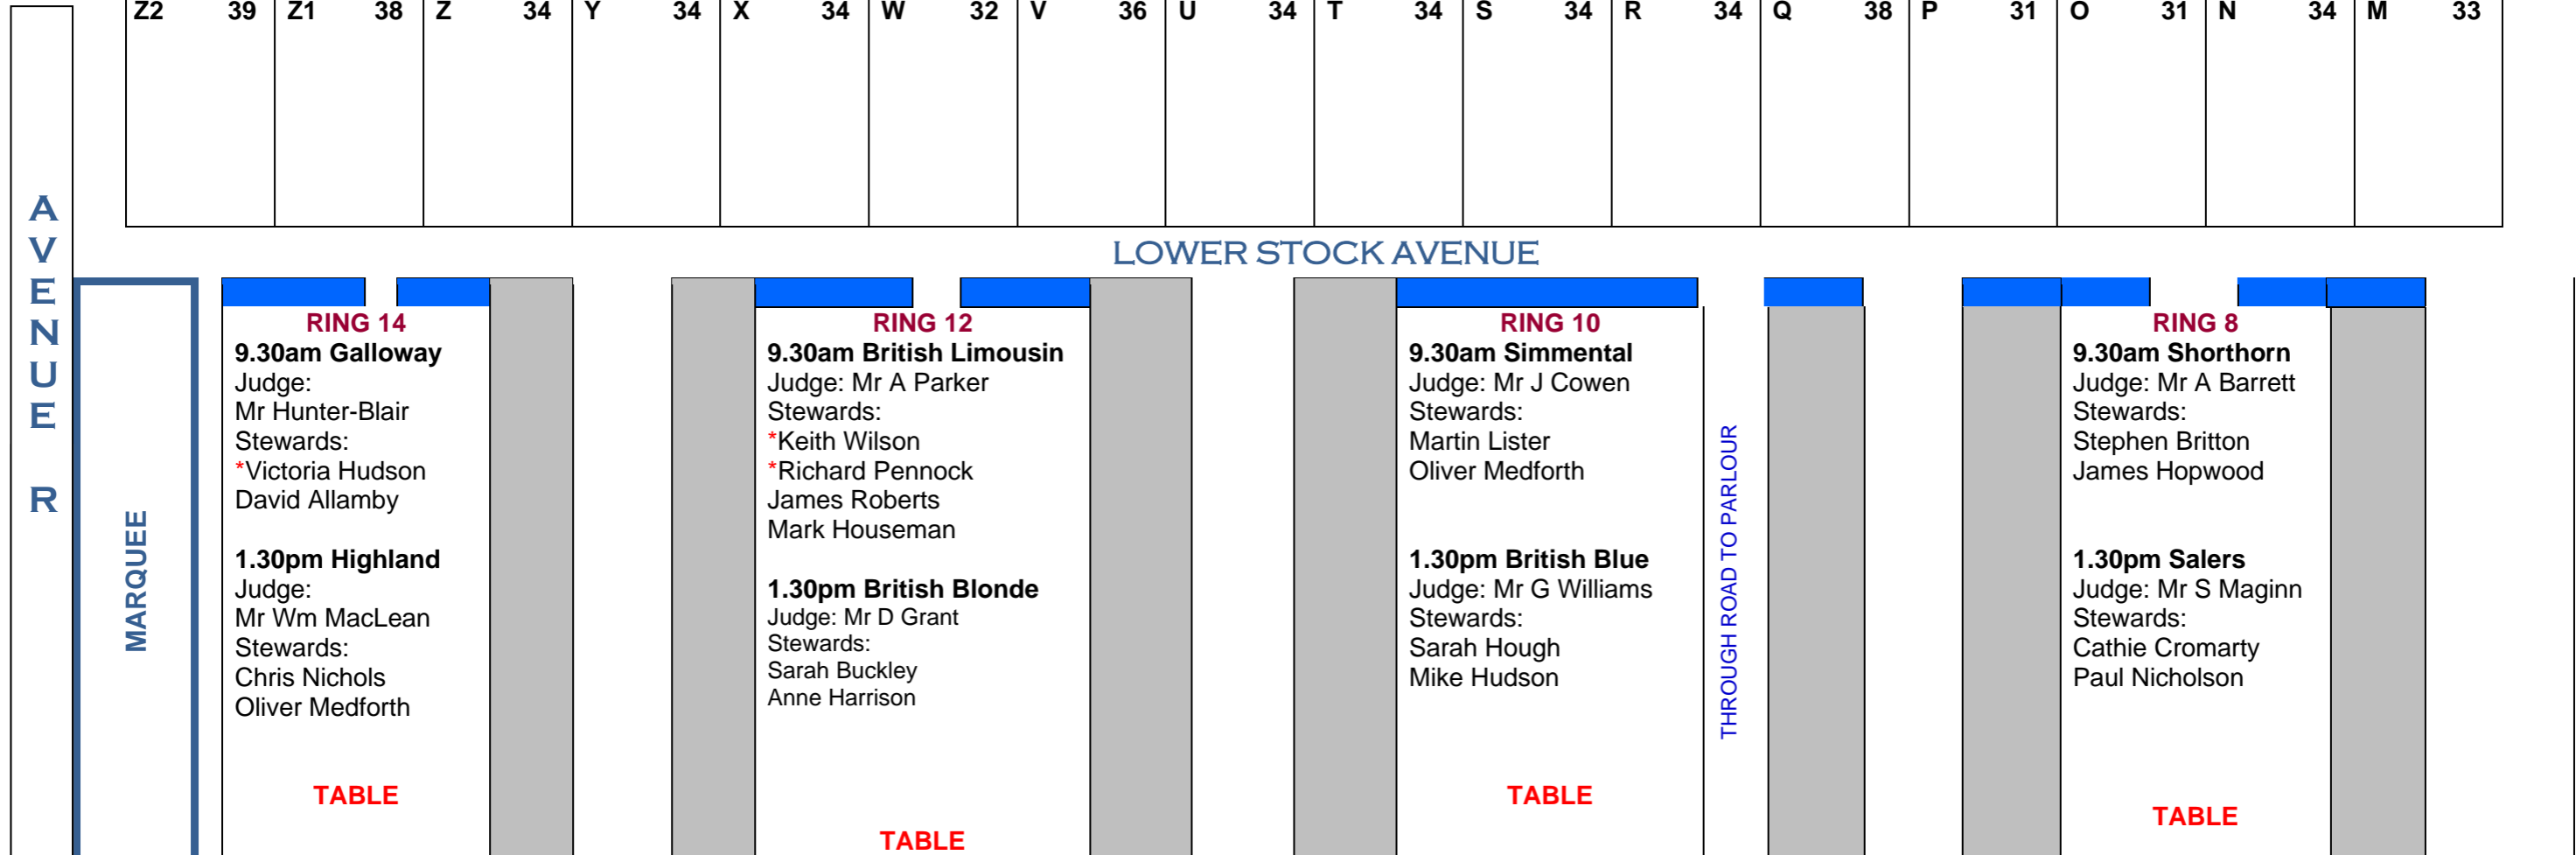 Z2 39 Z1 38 Z 34 Y 34 X 34 W 32 V 36 U 34 T 34 S 34 R 34 Q 38 P 31 O 31 N 34 M 33
AVENUE R
LOWER STOCK AVENUE
MARQUEE
RING 14
9.30am Galloway
Judge:
Mr Hunter-Blair
Stewards:
*Victoria Hudson
David Allamby
1.30pm Highland
Judge:
Mr Wm MacLean
Stewards:
Chris Nichols
Oliver Medforth
TABLE
RING 12
9.30am British Limousin
Judge: Mr A Parker
Stewards:
*Keith Wilson
*Richard Pennock
James Roberts
Mark Houseman
1.30pm British Blonde
Judge: Mr D Grant
Stewards:
Sarah Buckley
Anne Harrison
TABLE
RING 10
9.30am Simmental
Judge: Mr J Cowen
Stewards:
Martin Lister
Oliver Medforth
1.30pm British Blue
Judge: Mr G Williams
Stewards:
Sarah Hough
Mike Hudson
TABLE
THROUGH ROAD TO PARLOUR
RING 8
9.30am Shorthorn
Judge: Mr A Barrett
Stewards:
Stephen Britton
James Hopwood
1.30pm Salers
Judge: Mr S Maginn
Stewards:
Cathie Cromarty
Paul Nicholson
TABLE